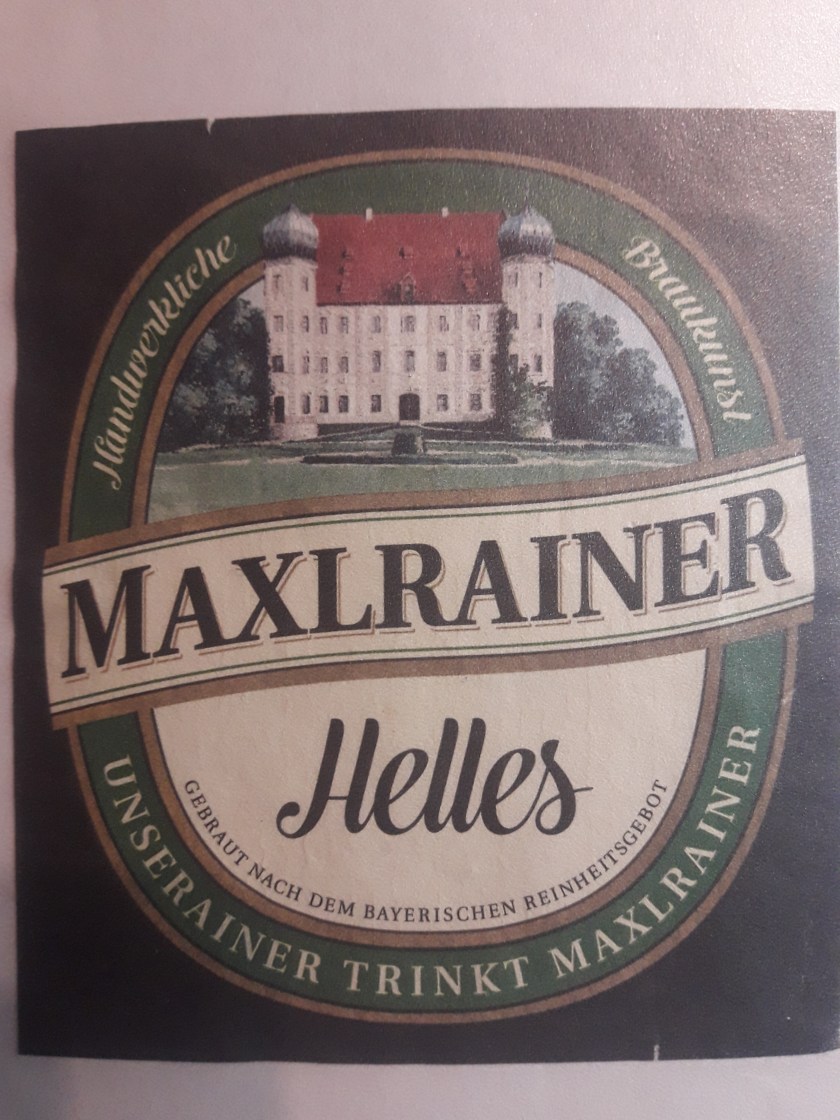 Handwerkliche Braukunst
MAXLRAINER
Helles
GEBRAUT NACH DEM BAYERISCHEN REINHEITSGEBOT
UNSERAINER TRINKT MAXLRAINER